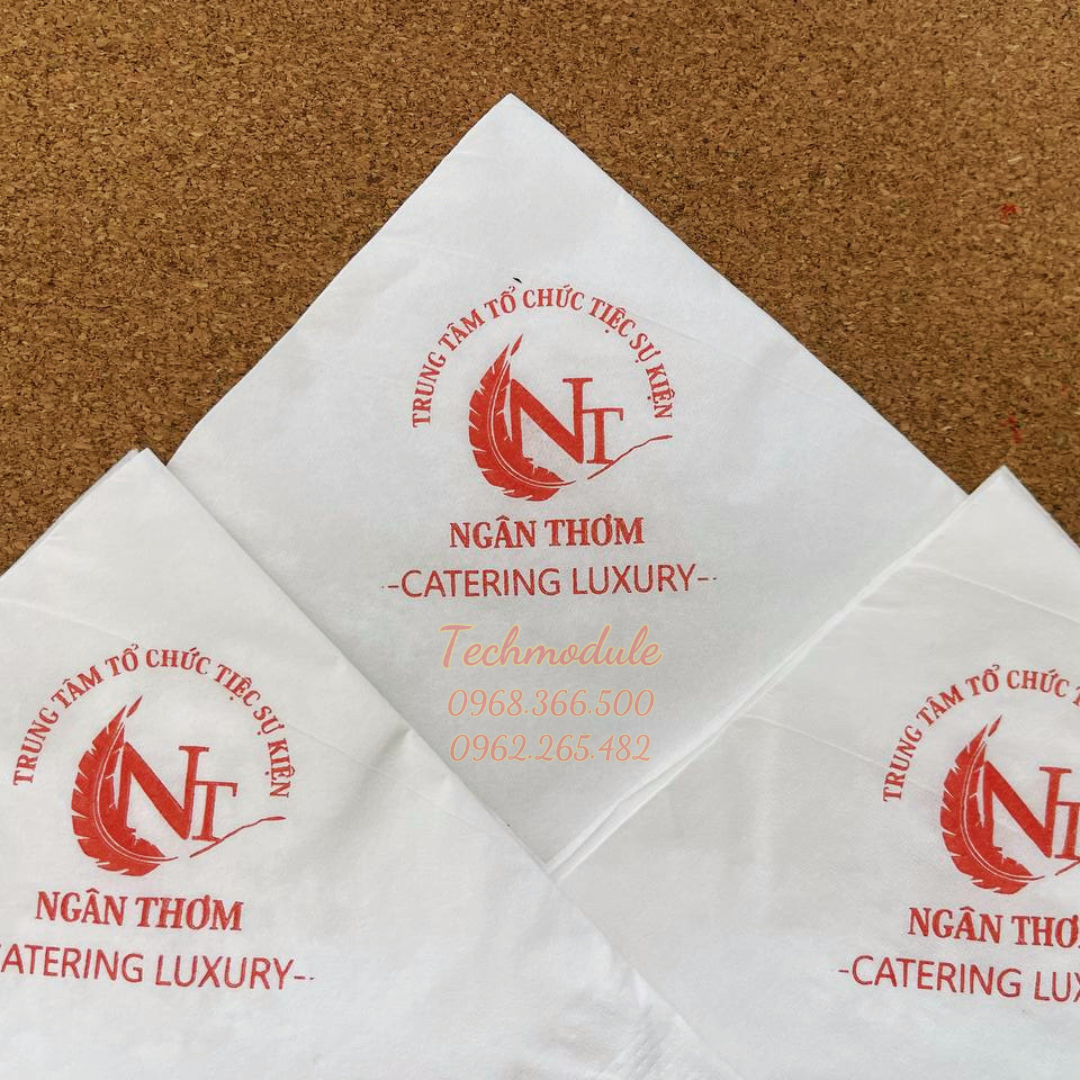 TRUNG TÂM TỔ CHỨC TIỆC SỰ KIỆN
NT
NGÂN THƠM
-CATERING LUXURY-
Techmodule
0968.366.500
0962.265.482
TRUNG TÂM TỔ CHỨC TIỆC SỰ KIỆN
NT
NGÂN THƠM
ATERING LUXURY-
TRUNG TÂM TỔ CHỨC
NT
NGÂN THƠ
-CATERING LUX